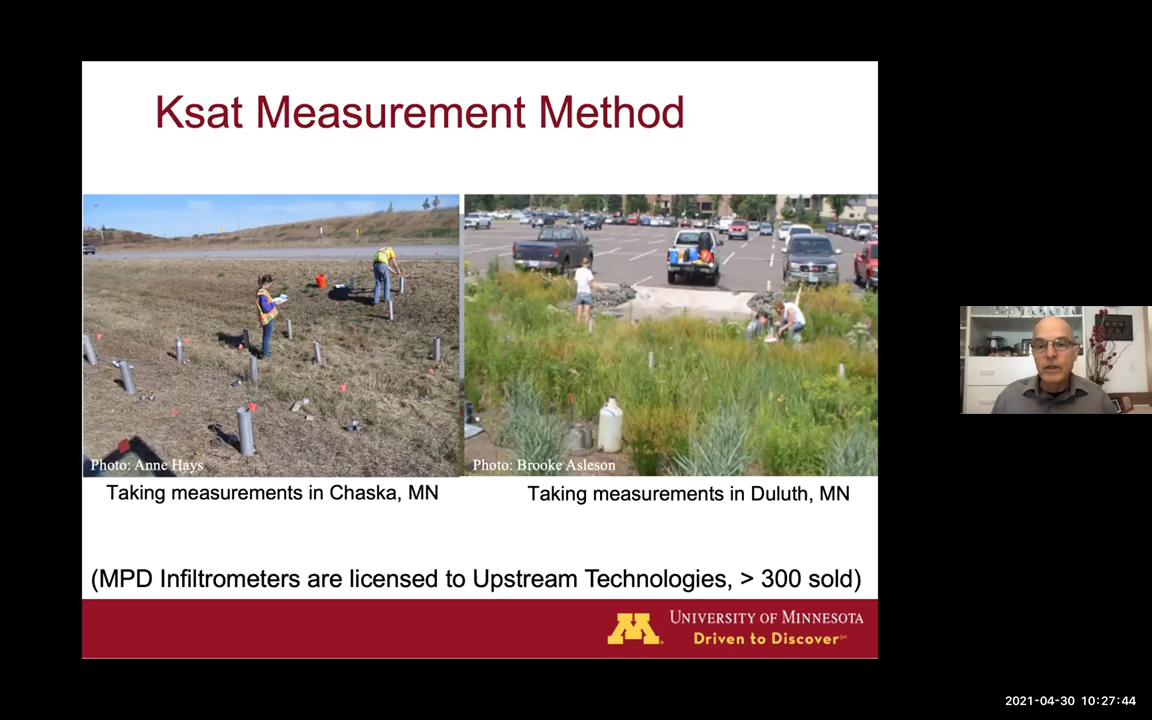 Ksat Measurement Method
Photo: Anne Hays
Photo: Brooke Asleson
Taking measurements in Chaska, MN
Taking measurements in Duluth, MN
(MPD Infiltrometers are licensed to Upstream Technologies, > 300 sold)
M
UNIVERSITY OF MINNESOTA
Driven to Discover℠
2021-04-30 10:27:44